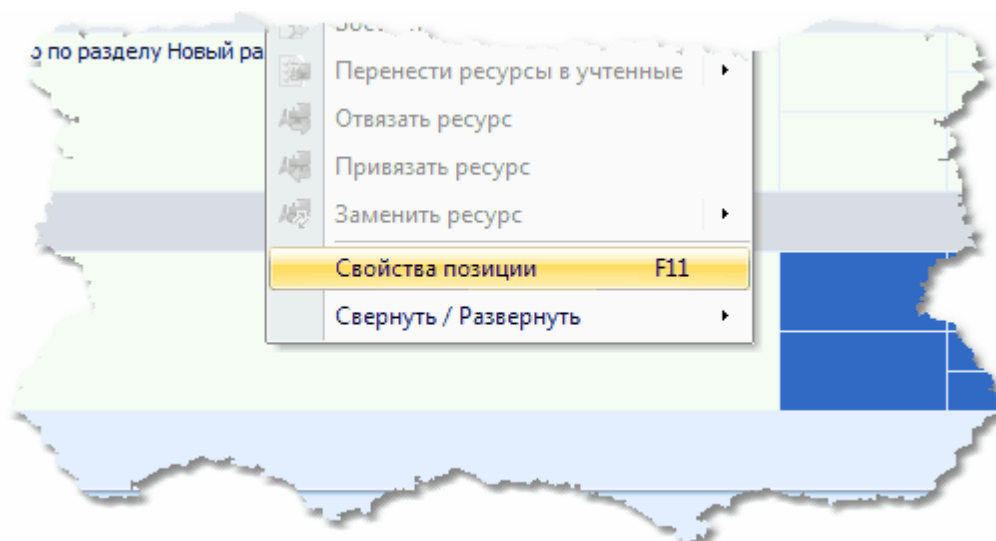 о по разделу Новый ра
Перенести ресурсы в учтенные
Отвязать ресурс
Привязать ресурс
Заменить ресурс
Свойства позиции F11
Свернуть / Развернуть